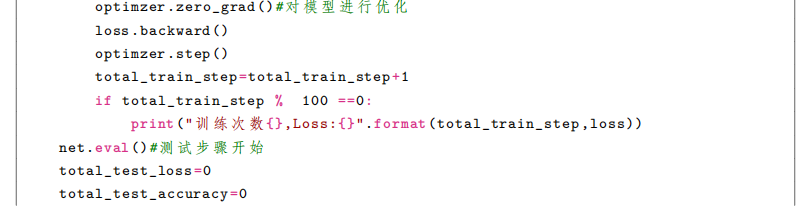 optimzer.zero_grad()#对模型进行优化
loss.backward()
optimzer.step()
total_train_step=total_train_step+1
if total_train_step %  100 ==0:
print("训练次数{},Loss:{}".format(total_train_step,loss))
net.eval()#测试步骤开始
total_test_loss=0
total_test_accuracy=0